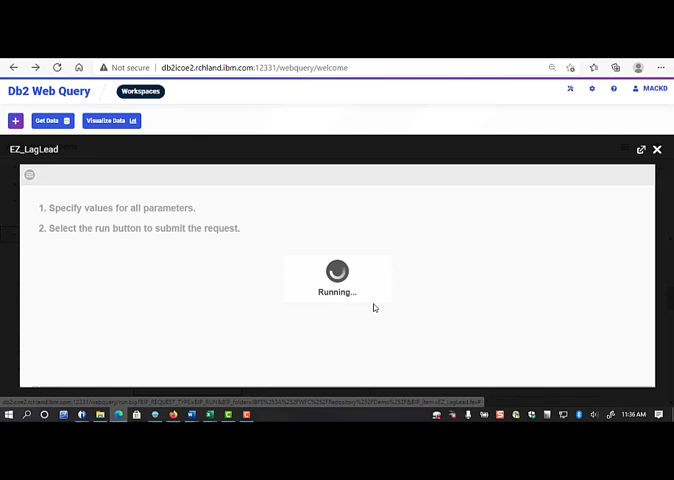 Not secure
db2icoe2.rchland.ibm.com:12331/webquery/welcome
Db2 Web Query
Workspaces
MACKD
+ Get Data Visualize Data
EZ_LagLead
1. Specify values for all parameters.
2. Select the run button to submit the request.
Running...
11:36 AM